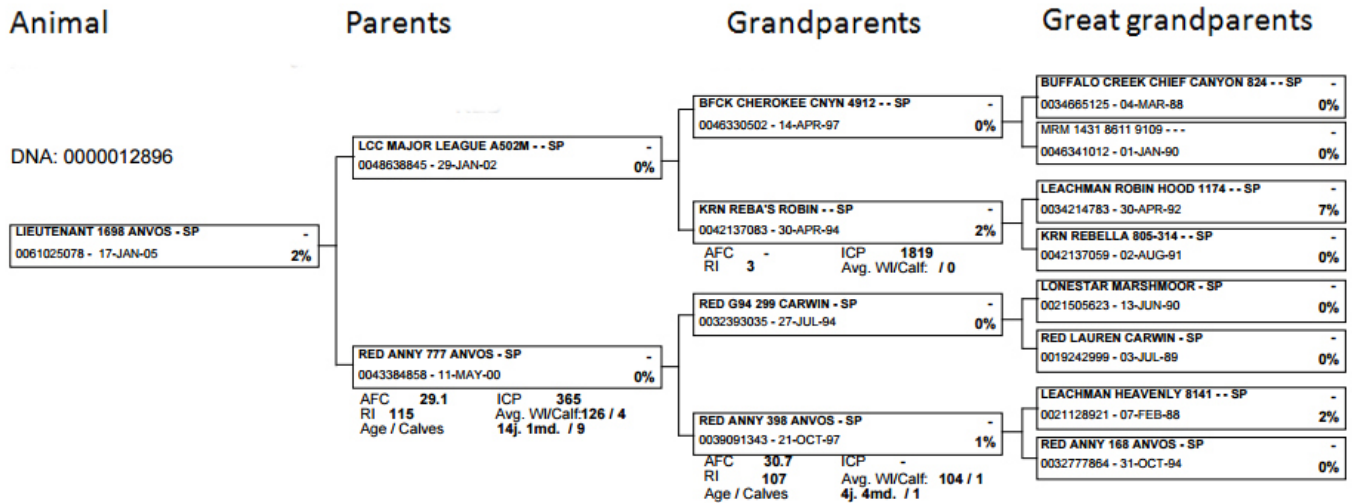 Animal
Parents
Grandparents
Great grandparents
DNA: 0000012896
LIEUTENANT 1698 ANVOS - SP -
0061025078 - 17-JAN-05 2%
LCC MAJOR LEAGUE A502M - - SP -
0048638845 - 29-JAN-02 0%
RED ANNY 777 ANVOS - SP -
0043384858 - 11-MAY-00 0%
AFC 29.1 ICP 365
RI 115 Avg. WI/Calf:126 / 4
Age / Calves 14j. 1md. / 9
BFCK CHEROKEE CNYN 4912 - - SP -
0046330502 - 14-APR-97 0%
KRN REBA'S ROBIN - - SP -
0042137083 - 30-APR-94 2%
AFC - ICP 1819
RI 3 Avg. WI/Calf: / 0
RED G94 299 CARWIN - SP -
0032393035 - 27-JUL-94 0%
RED ANNY 398 ANVOS - SP -
0039091343 - 21-OCT-97 1%
AFC 30.7 ICP -
RI 107 Avg. WI/Calf: 104 / 1
Age / Calves 4j. 4md. / 1
BUFFALO CREEK CHIEF CANYON 824 - - SP -
0034665125 - 04-MAR-88 0%
MRM 1431 8611 9109 - - - -
0046341012 - 01-JAN-90 0%
LEACHMAN ROBIN HOOD 1174 - - SP -
0034214783 - 30-APR-92 7%
KRN REBELLA 805-314 - - SP -
0042137059 - 02-AUG-91 0%
LONESTAR MARSHMOOR - SP -
0021505623 - 13-JUN-90 0%
RED LAUREN CARWIN - SP -
0019242999 - 03-JUL-89 0%
LEACHMAN HEAVENLY 8141 - - SP -
0021128921 - 07-FEB-88 2%
RED ANNY 168 ANVOS - SP -
0032777864 - 31-OCT-94 0%